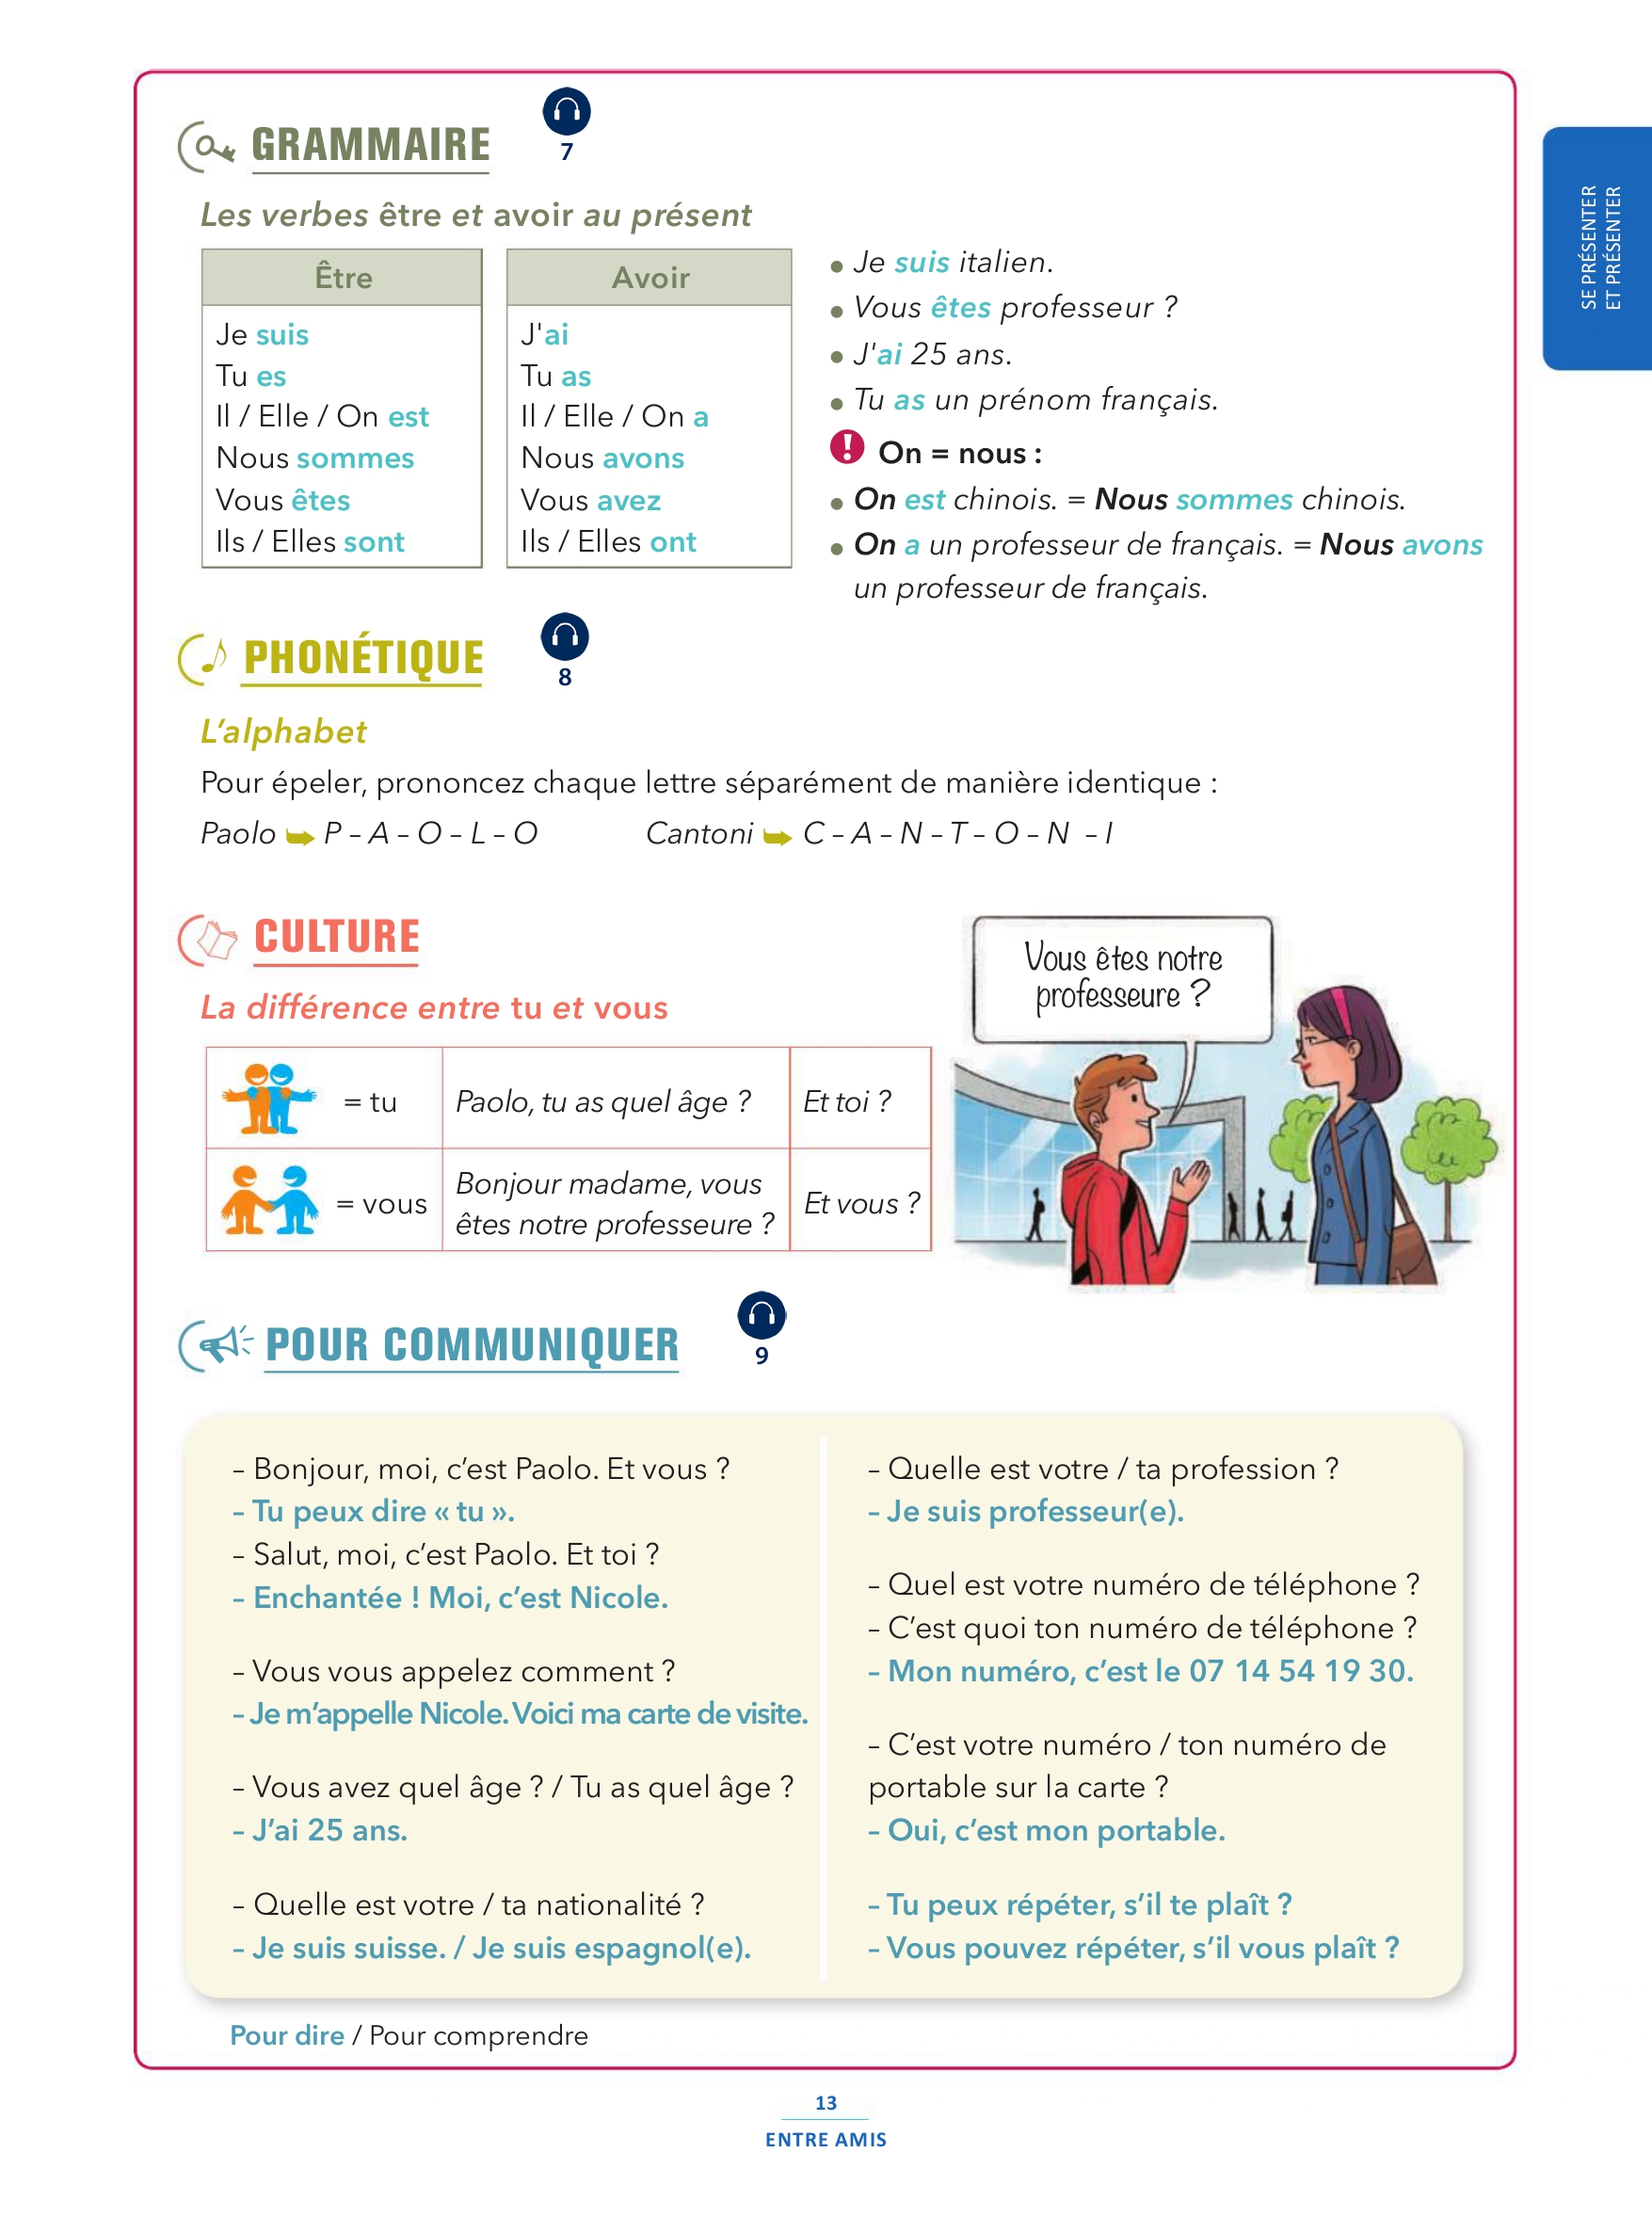 SE PRÉSENTER
ET PRÉSENTER
GRAMMAIRE
7
Les verbes être et avoir au présent
Être
Je suis
Tu es
Il / Elle / On est
Nous sommes
Vous êtes
Ils / Elles sont
Avoir
J'ai
Tu as
Il / Elle / On a
Nous avons
Vous avez
Ils / Elles ont
• Je suis italien.
• Vous êtes professeur ?
• J'ai 25 ans.
• Tu as un prénom français.
! On = nous :
• On est chinois. = Nous sommes chinois.
• On a un professeur de français. = Nous avons
un professeur de français.
PHONÉTIQUE
8
L’alphabet
Pour épeler, prononcez chaque lettre séparément de manière identique :
Paolo ➥ P – A – O – L – O Cantoni ➥ C – A – N – T – O – N – I
CULTURE
La différence entre tu et vous
= tu
Paolo, tu as quel âge ?
Et toi ?
= vous
Bonjour madame, vous
êtes notre professeure ?
Et vous ?
Vous êtes notre
professeure ?
POUR COMMUNIQUER
9
– Bonjour, moi, c’est Paolo. Et vous ?
– Tu peux dire « tu ».
– Salut, moi, c’est Paolo. Et toi ?
– Enchantée ! Moi, c’est Nicole.
– Vous vous appelez comment ?
– Je m’appelle Nicole. Voici ma carte de visite.
– Vous avez quel âge ? / Tu as quel âge ?
– J’ai 25 ans.
– Quelle est votre / ta nationalité ?
– Je suis suisse. / Je suis espagnol(e).
– Quelle est votre / ta profession ?
– Je suis professeur(e).
– Quel est votre numéro de téléphone ?
– C’est quoi ton numéro de téléphone ?
– Mon numéro, c’est le 07 14 54 19 30.
– C’est votre numéro / ton numéro de
portable sur la carte ?
– Oui, c’est mon portable.
– Tu peux répéter, s’il te plaît ?
– Vous pouvez répéter, s’il vous plaît ?
Pour dire / Pour comprendre
13
ENTRE AMIS